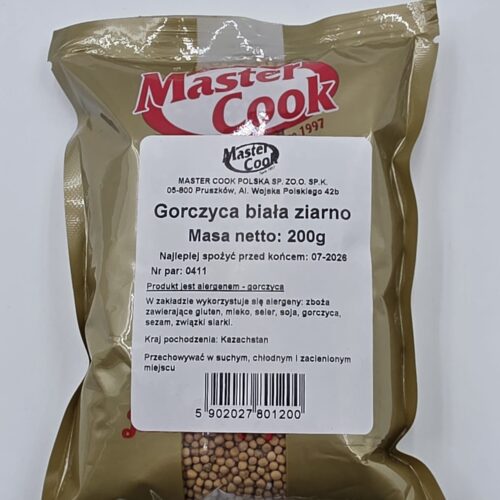 Master
Cook
since 1997
Master
Cook
MASTER COOK POLSKA SP. ZO.O. SP.K.
05-800 Pruszków, Al. Wojska Polskiego 42b
Gorczyca biała ziarno
Masa netto: 200g
Najlepiej spożyć przed końcem: 07-2026
Nr par: 0411
Produkt jest alergenem - gorczyca
W zakładzie wykorzystuje się alergeny: zboża
zawierające gluten, mleko, seler, soja, gorczyca,
sezam, związki siarki.
Kraj pochodzenia: Kazachstan
Przechowywać w suchym, chłodnym i zacienionym
miejscu
5 902027 801200